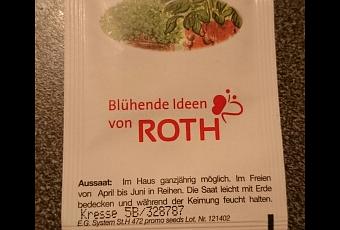 Blühende Ideen
von ROTH
Aussaat: Im Haus ganzjährig möglich. Im Freien
von April bis Juni in Reihen. Die Saat leicht mit Erde
bedecken und während der Keimung feucht halten.
Kresse 5B/328787
E.G. System St.H 472 promo seeds Lot. Nr. 121402